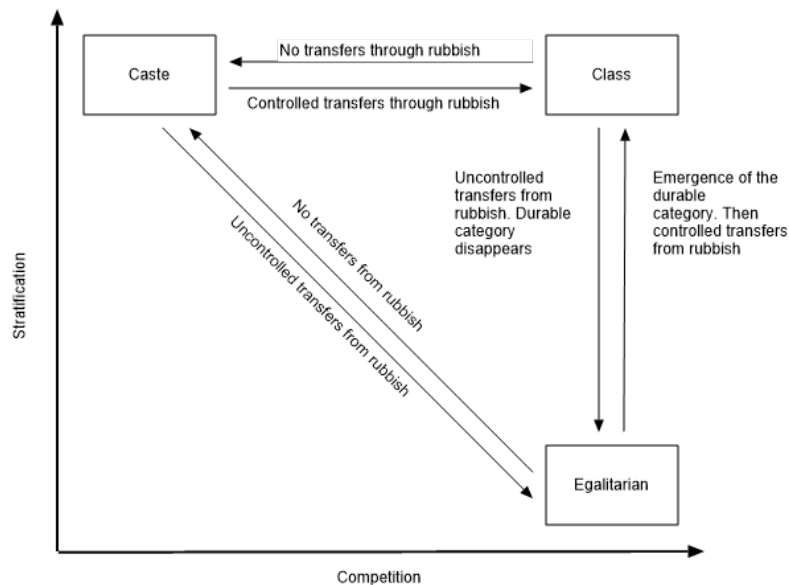 No transfers through rubbish
Caste
Class
Controlled transfers through rubbish
Uncontrolled
transfers from
rubbish. Durable
category
disappears
Emergence of the
durable
category. Then
controlled transfers
from rubbish
No transfers from rubbish
Uncontrolled transfers from rubbish
Stratification
Egalitarian
Competition